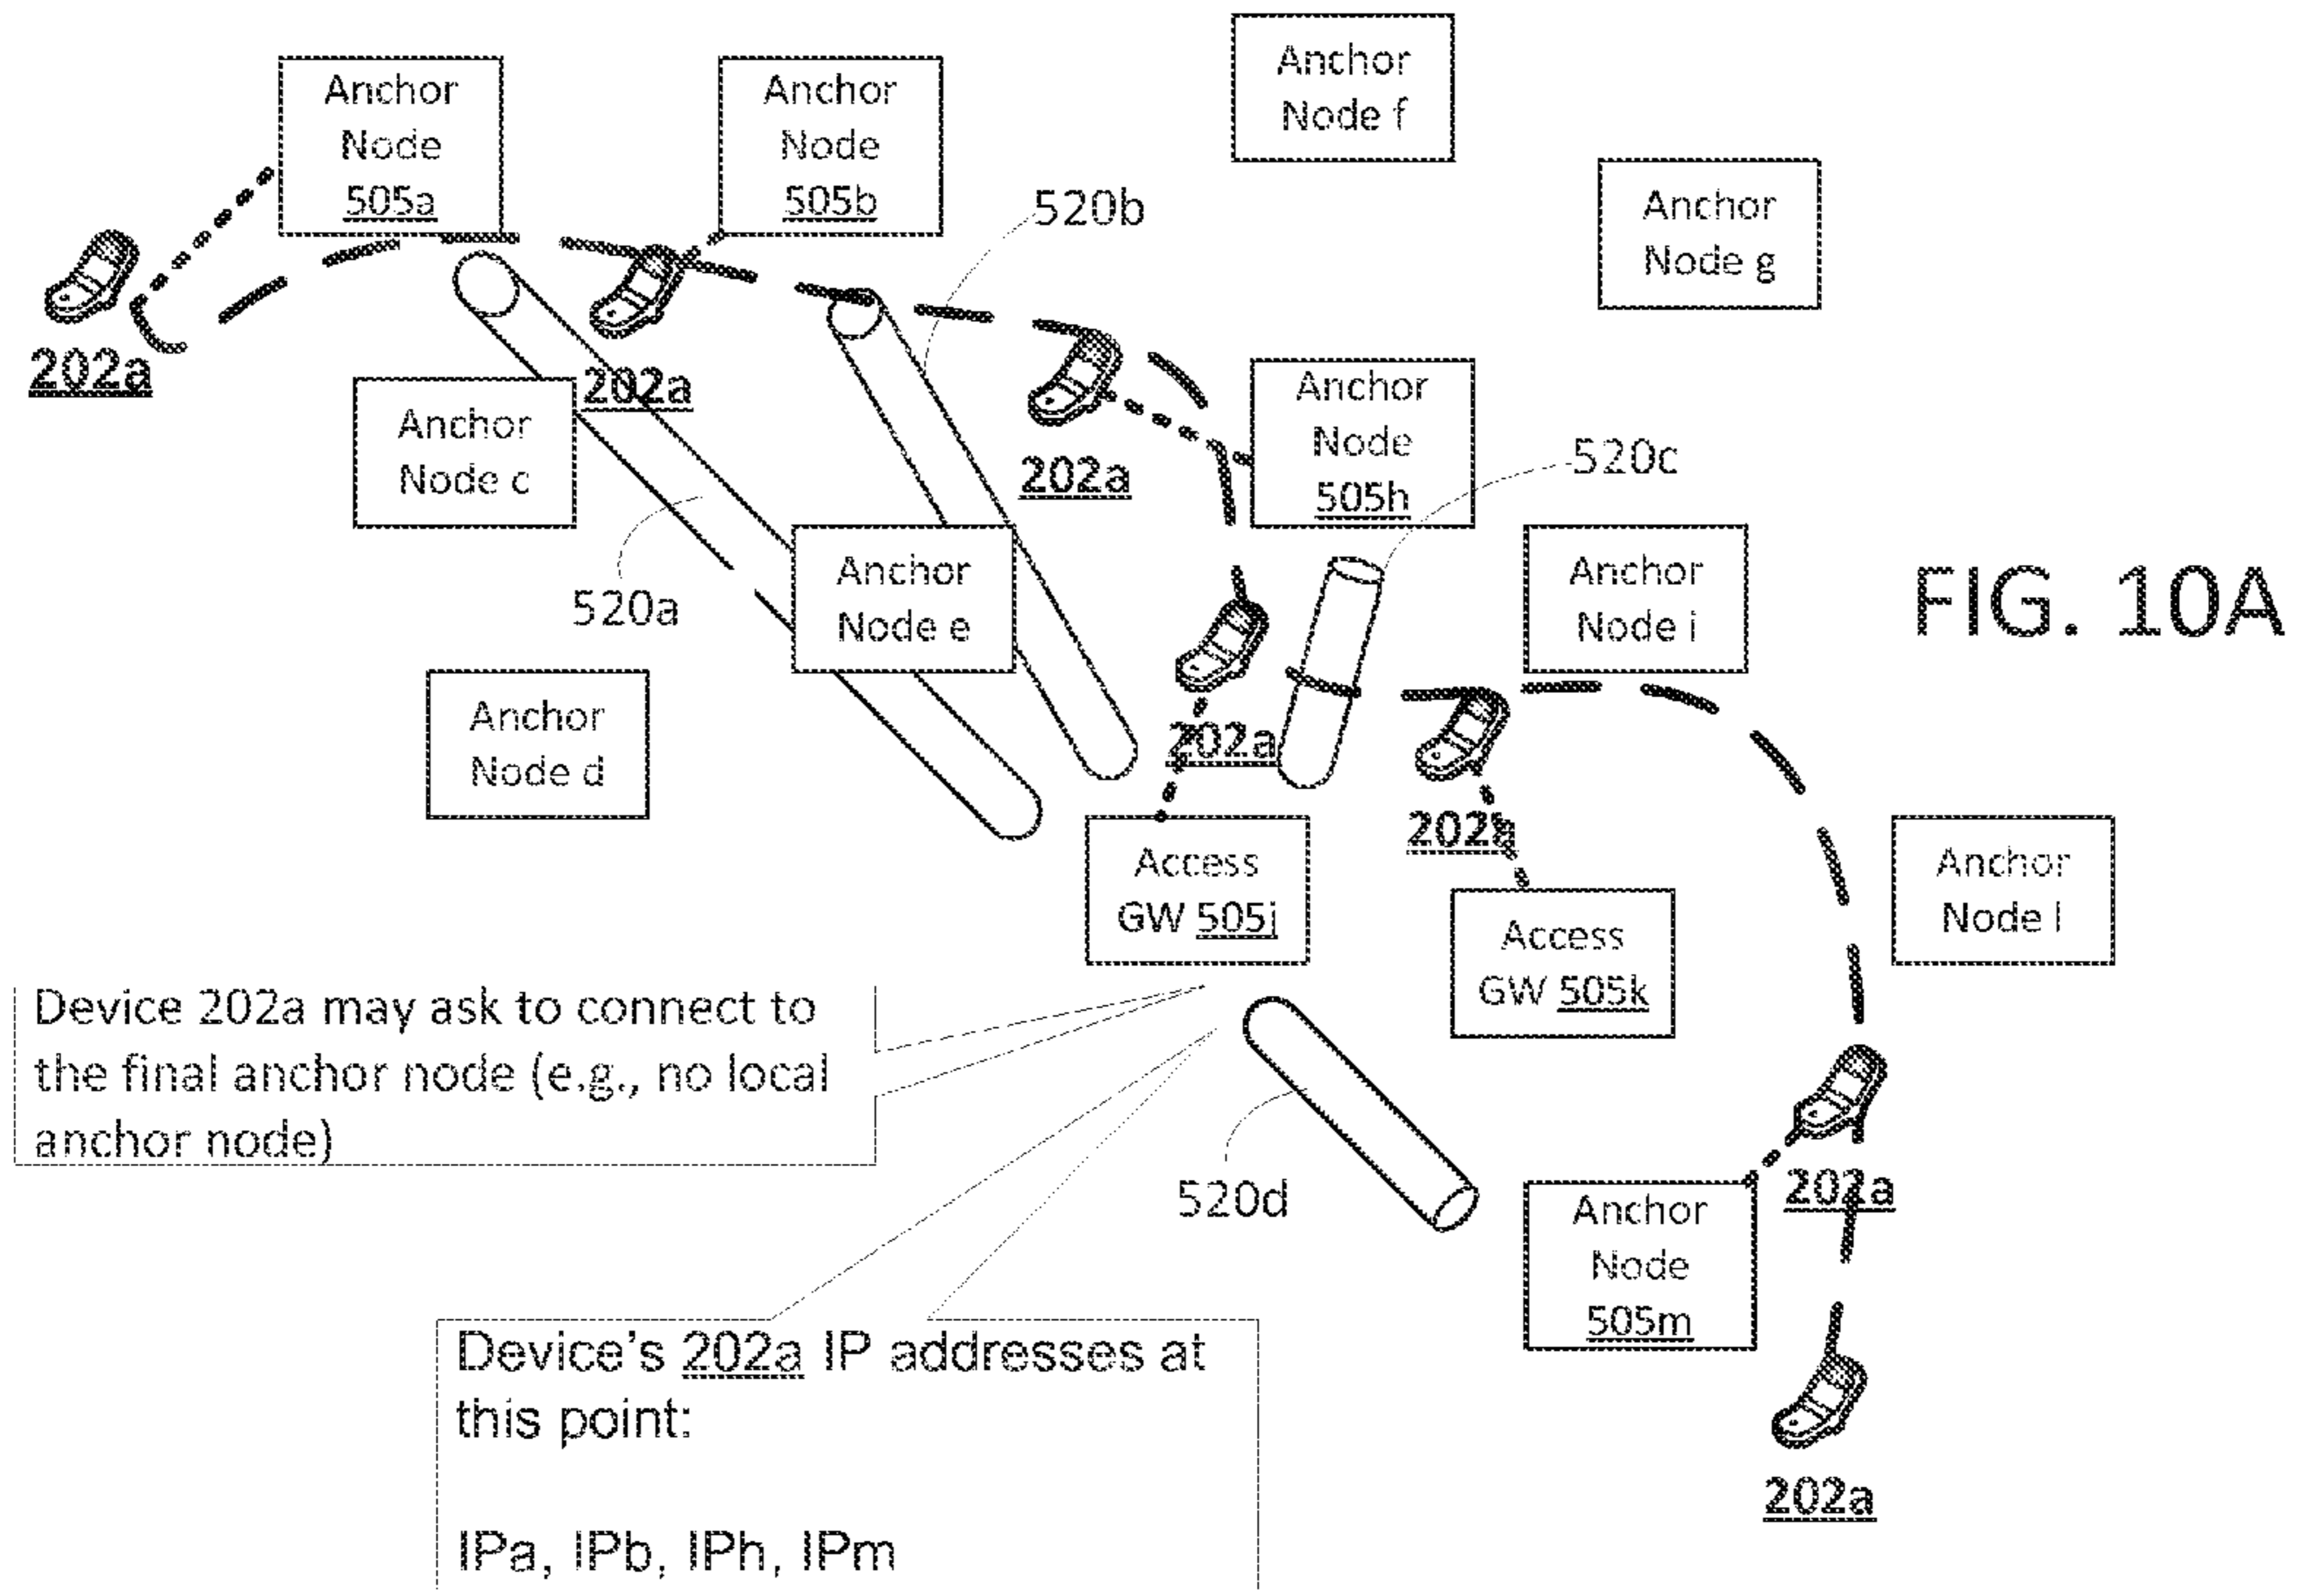 Anchor
Node f
Anchor
Node
505a
Anchor
Node
505b
520b
Anchor
Node g
202a
202a
Anchor
Node c
202a
Anchor
Node
505h
520c
520a
Anchor
Node e
Anchor
Node i
FIG. 10A
Anchor
Node d
202a
202a
Access
GW 505j
Access
GW 505k
Anchor
Node l
Device 202a may ask to connect to
the final anchor node (e.g., no local
anchor node)
520d
202a
Anchor
Node
505m
Device's 202a IP addresses at
this point:
IPa, IPb, IPh, IPm
202a